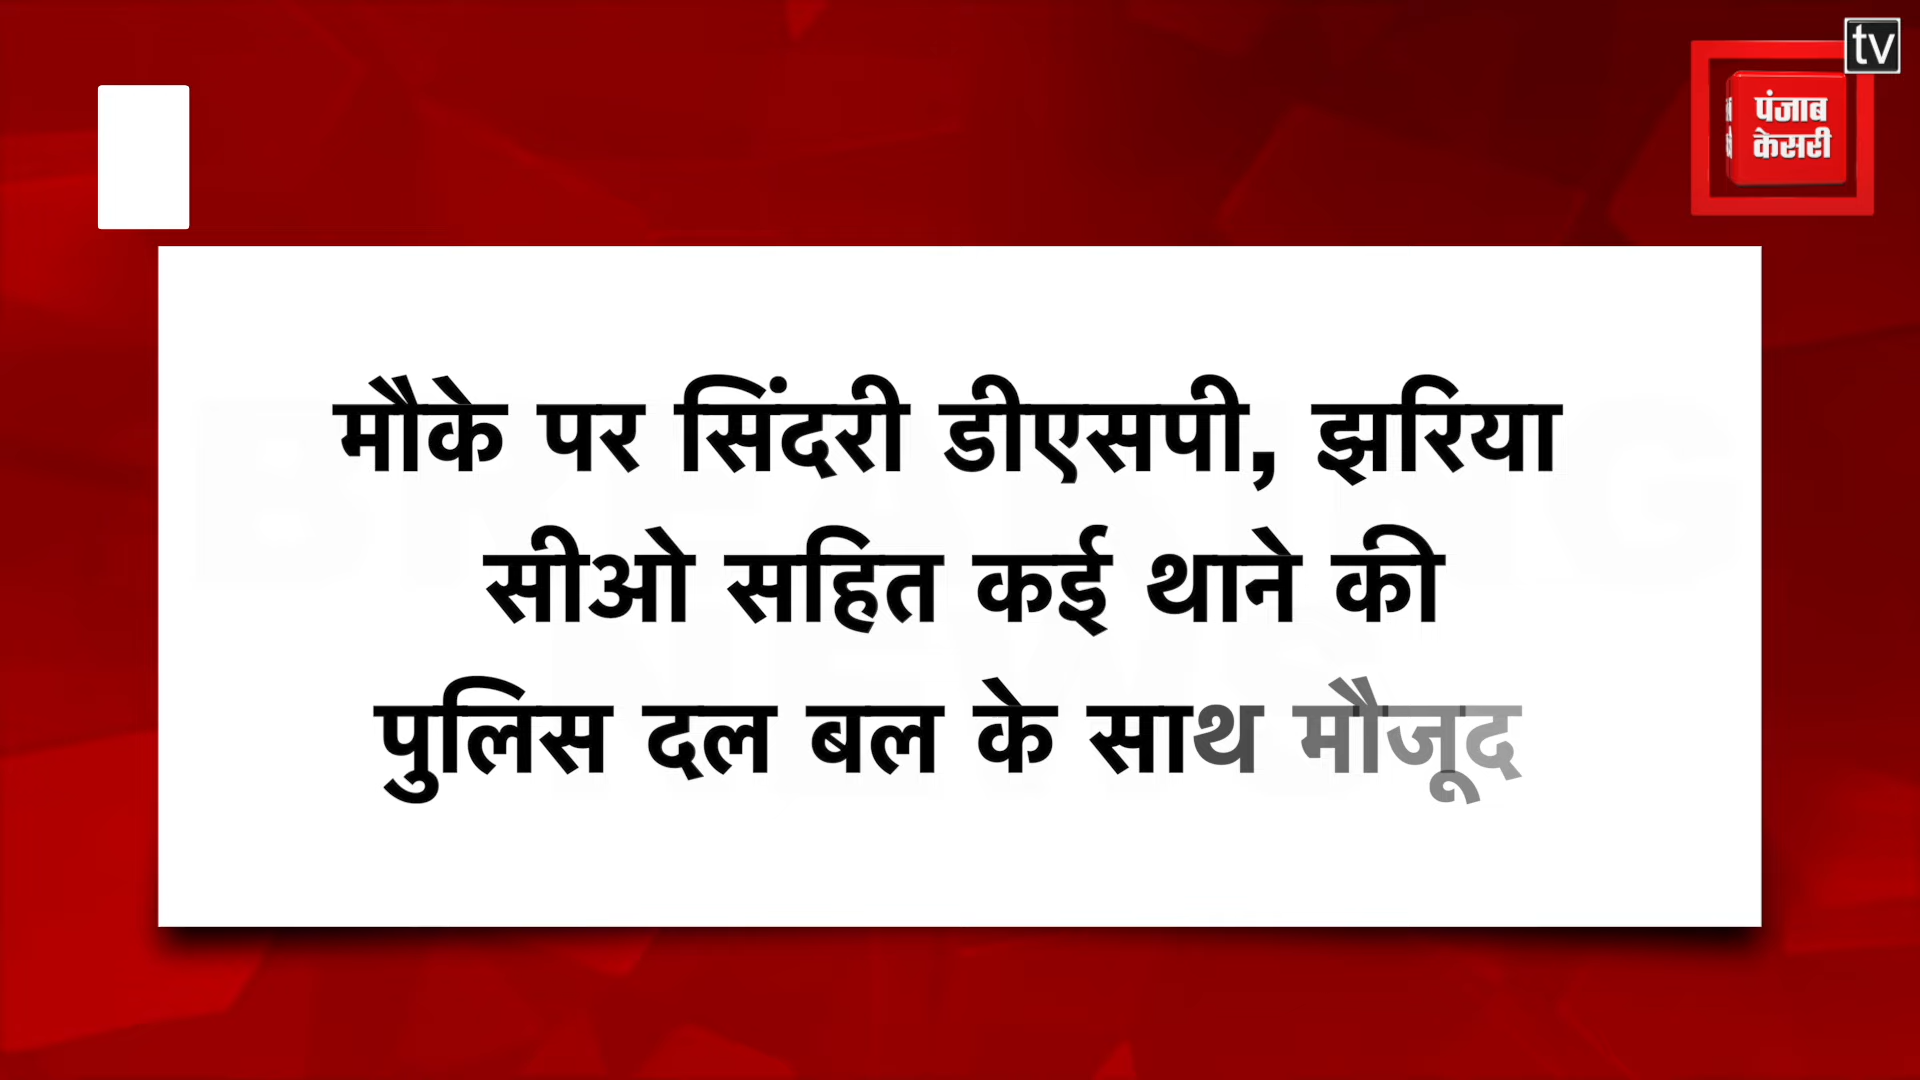 tv
पंजाब
केसरी
मौके पर सिंदरी डीएसपी, झरिया
सीओ सहित कई थाने की
पुलिस दल बल के साथ मौजूद